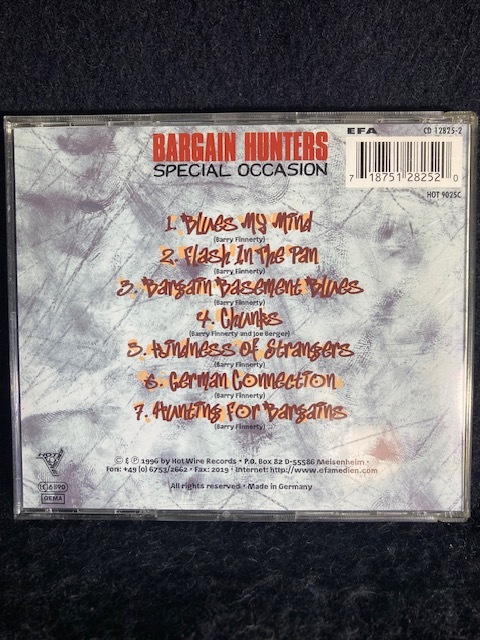 BARGAIN HUNTERS
SPECIAL OCCASION
EFA CD 12825-2
7 18751 28252 0
HOT 9025C
1. Blues My Mind
(Barry Finnerty)
2. Flash In The Pan
(Barry Finnerty)
3. Bargain Basement Blues
(Barry Finnerty)
4. Chunks
(Barry Finnerty and Joe Berger)
5. Kindness Of Strangers
(Barry Finnerty)
6. German Connection
(Barry Finnerty)
7. Hunting For Bargains
(Barry Finnerty)
© & ℗ 1996 by Hot Wire Records • P.O. Box 82 D-55586 Meisenheim •
Fon: +49 (0) 6753/2662 • Fax: 2019 • Internet: http://www.efamedien.com
All rights reserved • Made in Germany
HOT
GEMA